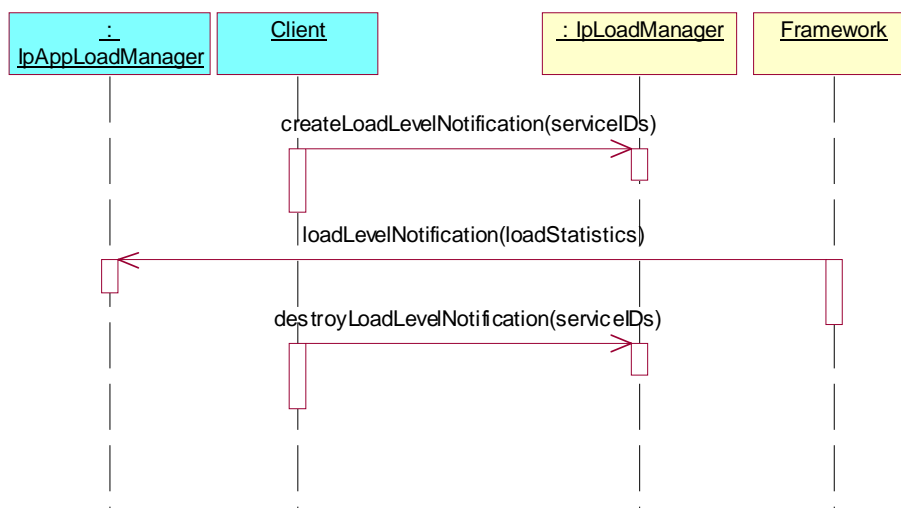 :
IpAppLoadManager
Client
: IpLoadManager
Framework
createLoadLevelNotification(serviceIDs)
loadLevelNotification(loadStatistics)
destroyLoadLevelNotification(serviceIDs)